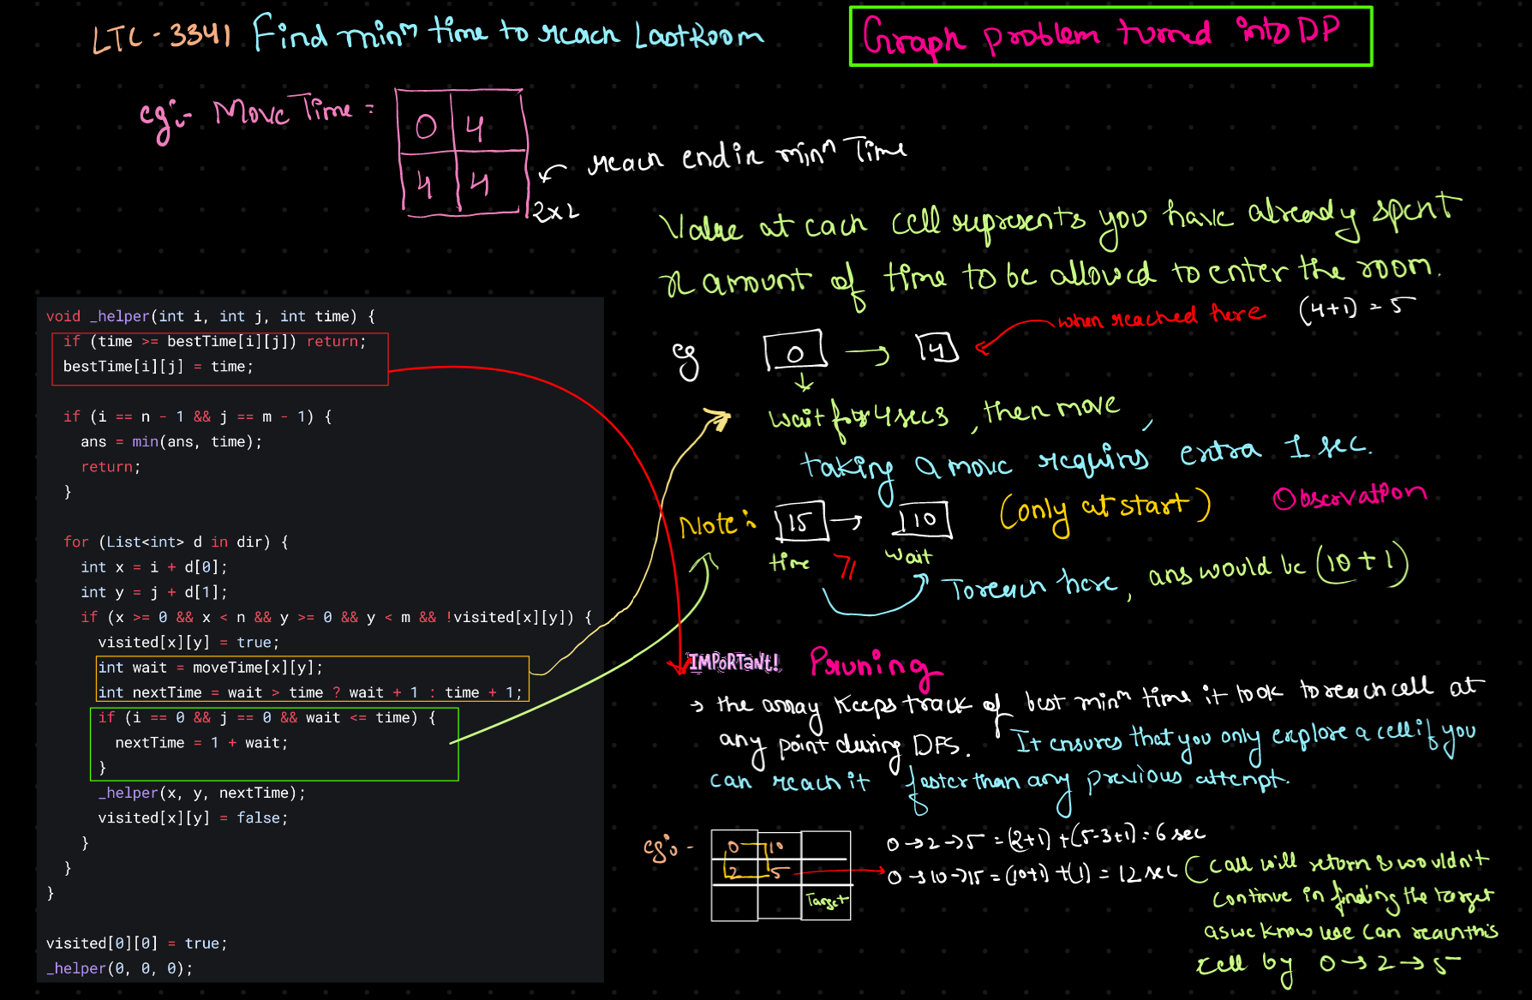 LTC - 3341 Find minᵐ time to reach Last Room
Graph problem turned into DP
eg:- Move Time =
0 4
4 4
2x2
reach end in minᵐ Time
Value at each cell represents you have already spent
x amount of time to be allowed to enter the room.
eg 0 → 4
when reached here (4+1) = 5
wait for 4 secs, then move
taking a move requires extra 1 sec.
Note: 15 → 10 (only at start) Observation
time >= wait
To reach here, ans would be (10+1)
void _helper(int i, int j, int time) {
if (time >= bestTime[i][j]) return;
bestTime[i][j] = time;
if (i == n - 1 && j == m - 1) {
ans = min(ans, time);
return;
}
for (List<int> d in dir) {
int x = i + d[0];
int y = j + d[1];
if (x >= 0 && x < n && y >= 0 && y < m && !visited[x][y]) {
visited[x][y] = true;
int wait = moveTime[x][y];
int nextTime = wait > time ? wait + 1 : time + 1;
if (i == 0 && j == 0 && wait <= time) {
nextTime = 1 + wait;
}
_helper(x, y, nextTime);
visited[x][y] = false;
}
}
}
visited[0][0] = true;
_helper(0, 0, 0);
IMPORTANT! Pruning
→ the array keeps track of best minᵐ time it took to reach cell at
any point during DFS. It ensures that you only explore a cell if you
can reach it faster than any previous attempt.
eg:-
0 10
2 5
Target
0→2→5 = (2+1) + (5-3+1) = 6 sec
0→10→15 = (10+1) + (1) = 12 sec
(call will return & wouldn't
continue in finding the target
as we know we can reach this
cell by 0→2→5